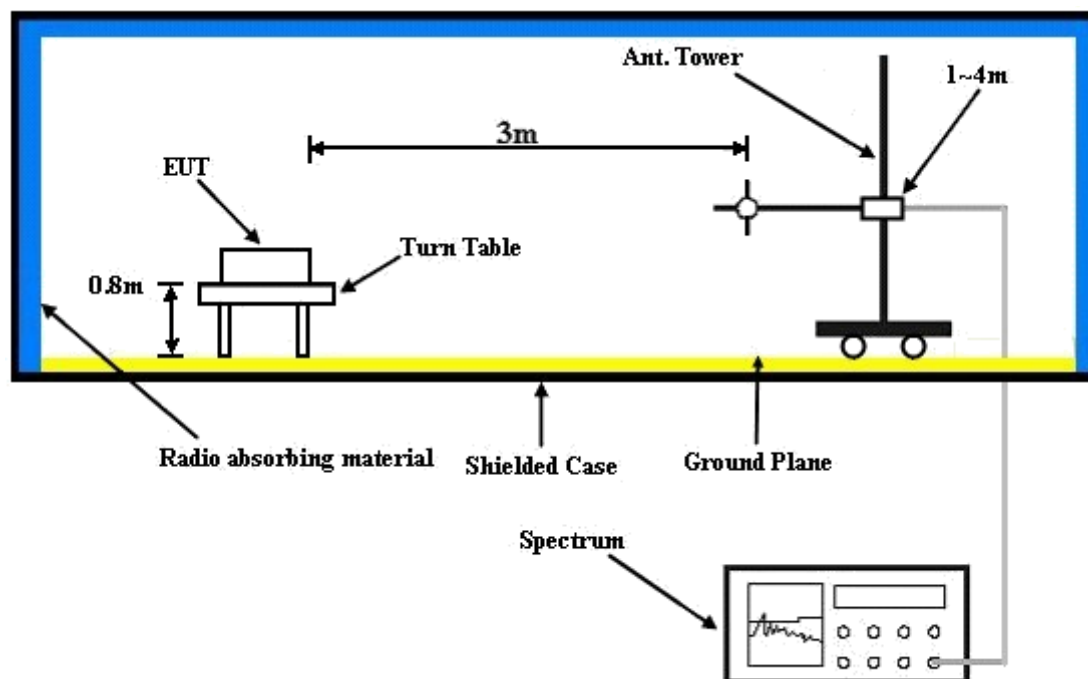 Ant. Tower
1~4m
3m
EUT
Turn Table
0.8m
Radio absorbing material
Shielded Case
Ground Plane
Spectrum